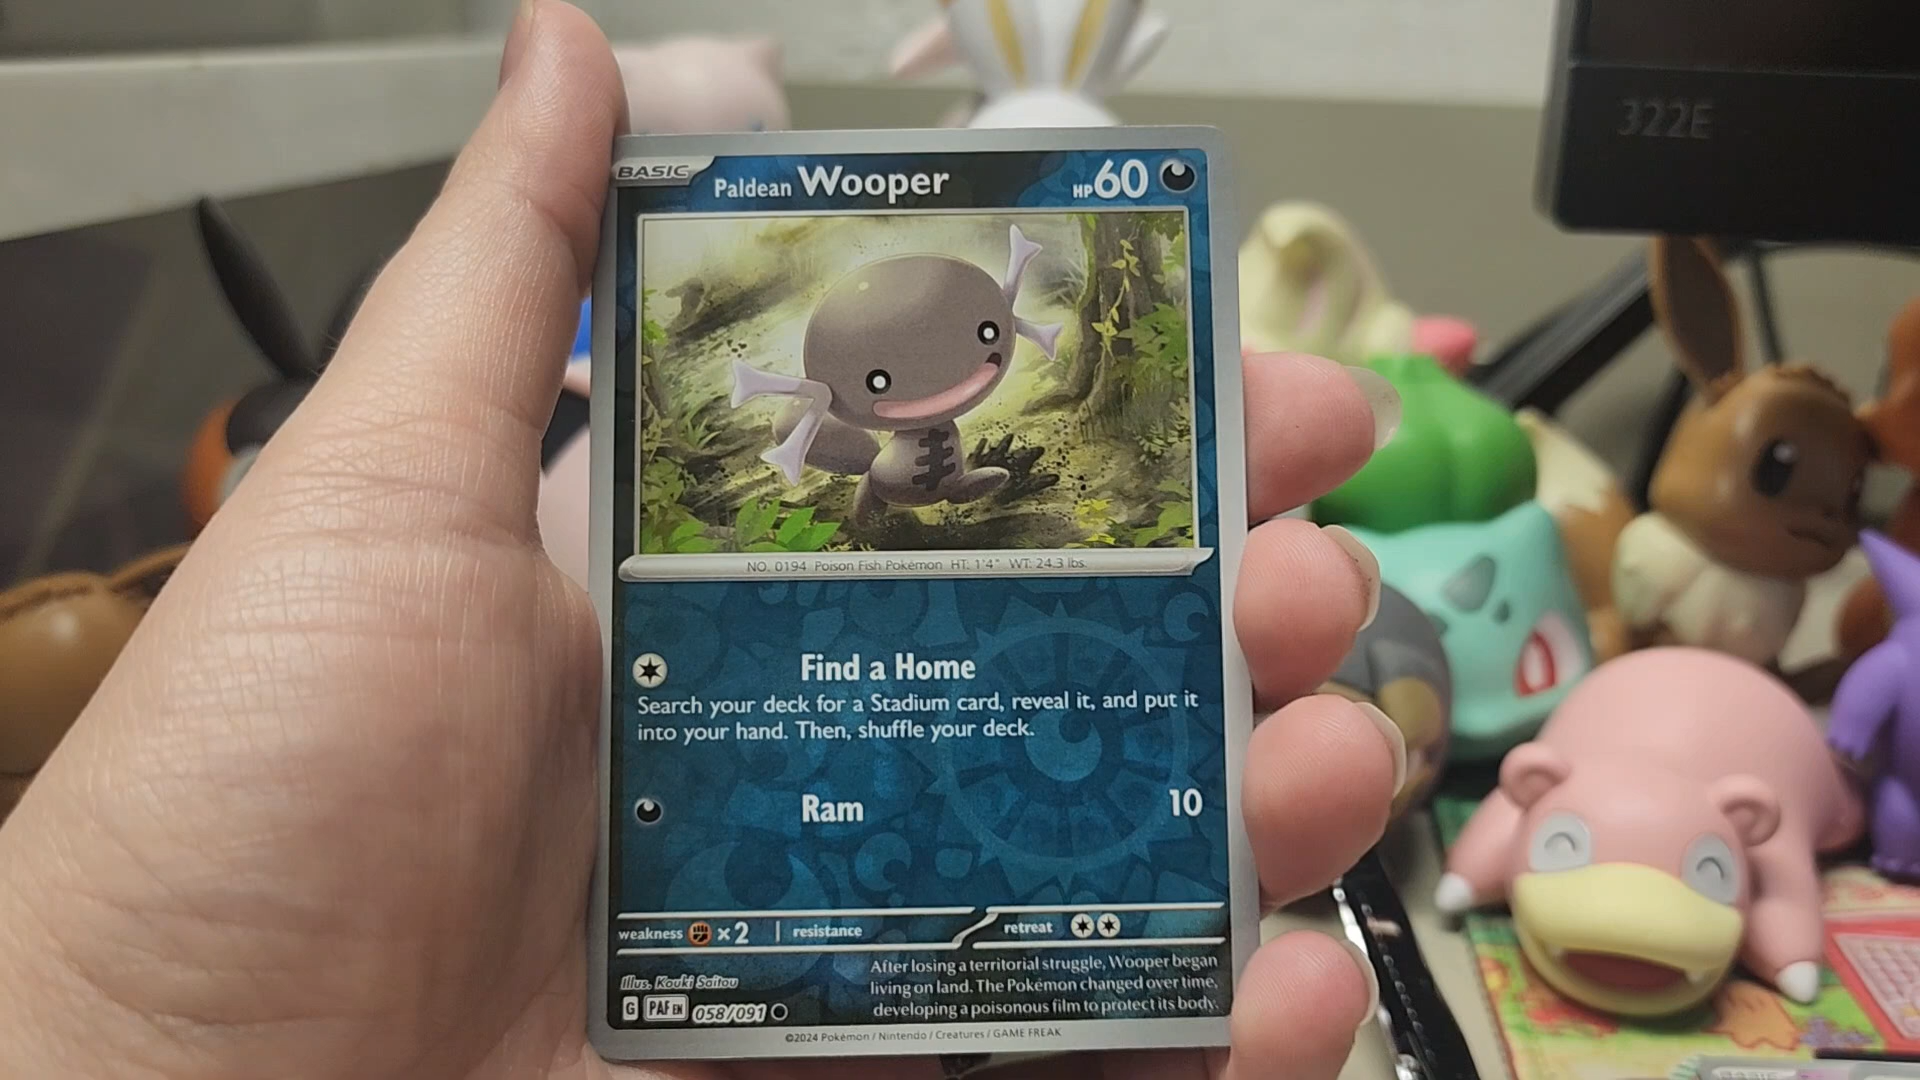 322E
BASIC
Paldean Wooper
HP 60
NO. 0194 Poison Fish Pokémon HT: 1'4" WT: 24.3 lbs.
Find a Home
Search your deck for a Stadium card, reveal it, and put it
into your hand. Then, shuffle your deck.
Ram 10
weakness ×2 resistance retreat
Illus. Kouki Saitou
After losing a territorial struggle, Wooper began
living on land. The Pokémon changed over time,
developing a poisonous film to protect its body.
G PAF EN 058/091
©2024 Pokémon / Nintendo / Creatures / GAME FREAK
BASIC